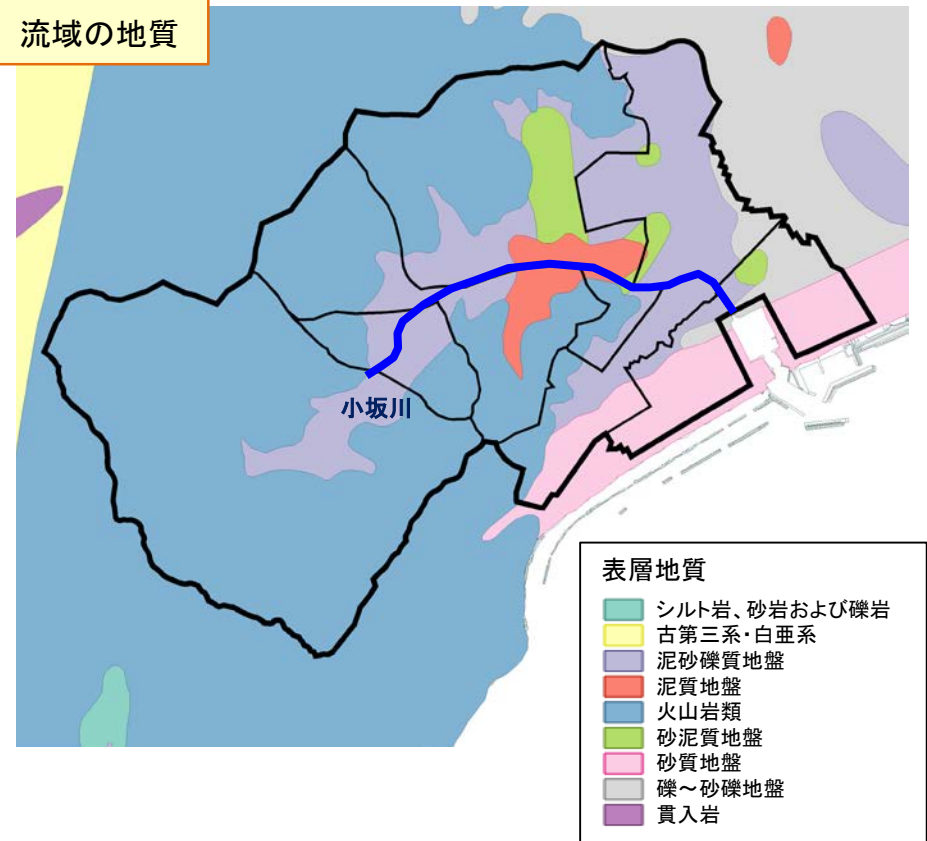 流域の地質
小坂川
表層地質
シルト岩、砂岩および礫岩
古第三系・白亜系
泥砂礫質地盤
泥質地盤
火山岩類
砂泥質地盤
砂質地盤
礫～砂礫地盤
貫入岩